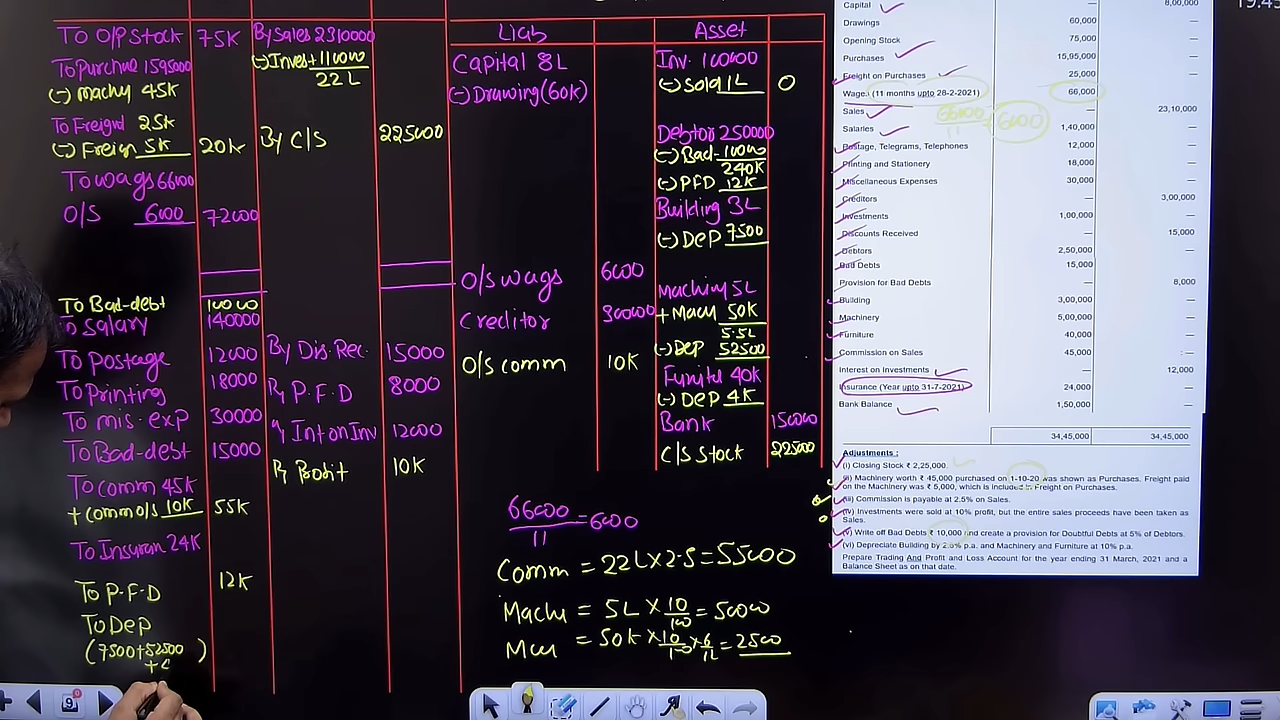 To O/P Stock 75K By Sales 2310000
To Purchase 1595000 (-) Invest 110000
(-) Machy 45K 22L
To Freight 25K
(-) Freigh 5K 20K By C/S 225000
To wags 66000
O/S 6000 72000
To Bad-debt 10000
To Salary 140000
To Postage 12000 By Dis. Rec. 15000
To Printing 18000 By P.F.D 8000
To mis. exp 30000 " Int on Inv 12000
To Bad-debt 15000 By Profit 10K
To Comm 45K
+ Comm o/s 10K 55K
To Insuran 24K
To P.F.D 12K
To Dep
(7500+52500
+ )
Liab Asset
Capital 8L Inv. 100000
(-) Drawing (60K) (-) Sold 1L 0
Debtor 250000
(-) Bad- 10000
240K
(-) PFD 12K
Building 3L
(-) Dep 7500
O/S wags 6000
Machiny 5L
Creditor 300000 + Mach 50K
5.5L
O/S comm 10K (-) Dep 52500
Funitu 40K
(-) Dep 4K
Bank 150000
C/S Stock 225000
66000
11 =6000
Comm = 22L×2.5=55000
Machi = 5L × 10/100 = 50000
Mac = 50K×10/100×6/12=2500
19:4
Capital — 8,00,000
Drawings 60,000 —
Opening Stock 75,000 —
Purchases 15,95,000 —
Freight on Purchases 25,000 —
Wages (11 months upto 28-2-2021) 66,000 —
Sales — 23,10,000
66000
11 6000
Salaries 1,40,000 —
Postage, Telegrams, Telephones 12,000 —
Printing and Stationery 18,000 —
Miscellaneous Expenses 30,000 —
Creditors — 3,00,000
Investments 1,00,000 —
Discounts Received — 15,000
Debtors 2,50,000 —
Bad Debts 15,000 —
Provision for Bad Debts — 8,000
Building 3,00,000 —
Machinery 5,00,000 —
Furniture 40,000 —
Commission on Sales 45,000 —
Interest on Investments — 12,000
Insurance (Year upto 31-7-2021) 24,000 —
Bank Balance 1,50,000 —
34,45,000 34,45,000
Adjustments :
(i) Closing Stock ₹ 2,25,000.
(ii) Machinery worth ₹ 45,000 purchased on 1-10-20 was shown as Purchases. Freight paid
on the Machinery was ₹ 5,000, which is included in Freight on Purchases.
(iii) Commission is payable at 2.5% on Sales.
(iv) Investments were sold at 10% profit, but the entire sales proceeds have been taken as
Sales.
(v) Write off Bad Debts ₹ 10,000 and create a provision for Doubtful Debts at 5% of Debtors.
(vi) Depreciate Building by 2.5% p.a. and Machinery and Furniture at 10% p.a.
Prepare Trading And Profit and Loss Account for the year ending 31 March, 2021 and a
Balance Sheet as on that date.
9